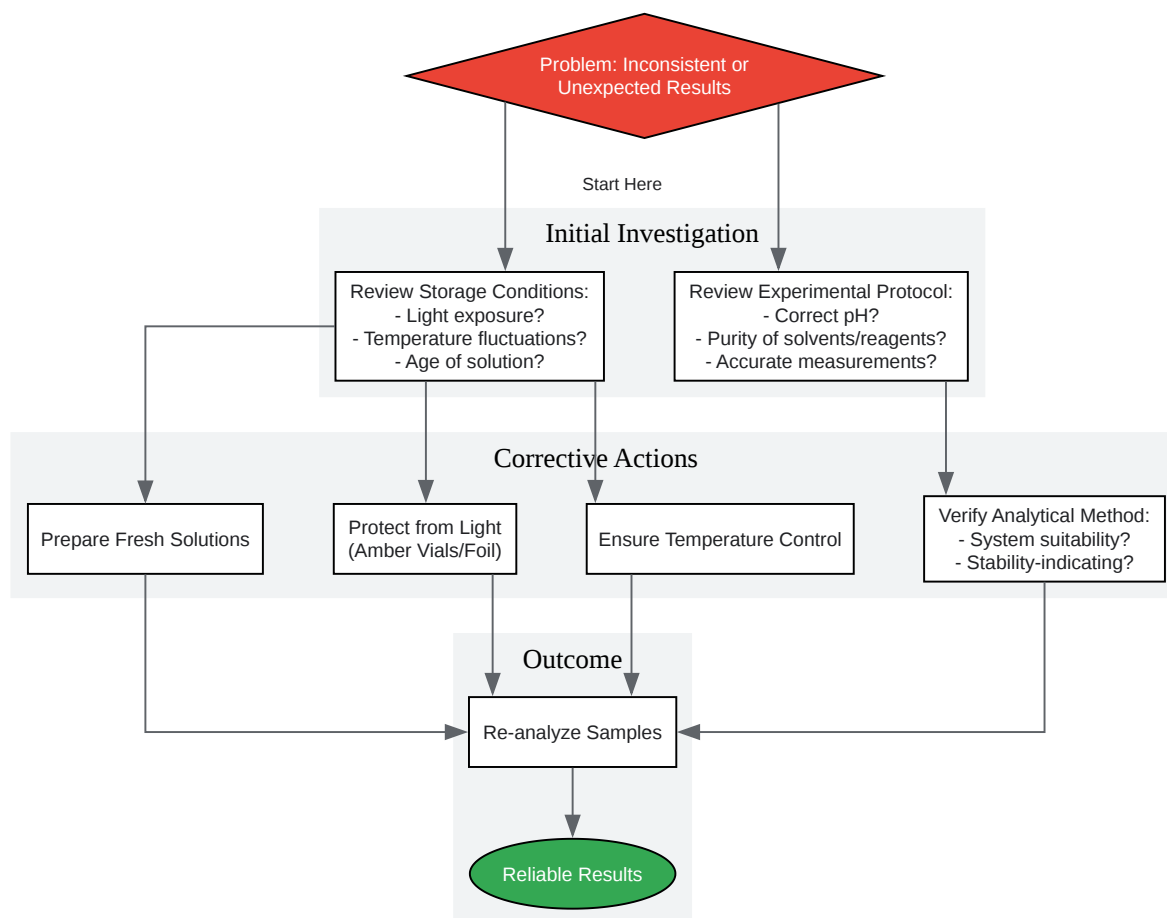 Problem: Inconsistent or
Unexpected Results
Start Here
Initial Investigation
Review Storage Conditions:
- Light exposure?
- Temperature fluctuations?
- Age of solution?
Review Experimental Protocol:
- Correct pH?
- Purity of solvents/reagents?
- Accurate measurements?
Corrective Actions
Prepare Fresh Solutions
Protect from Light
(Amber Vials/Foil)
Ensure Temperature Control
Verify Analytical Method:
- System suitability?
- Stability-indicating?
Outcome
Re-analyze Samples
Reliable Results